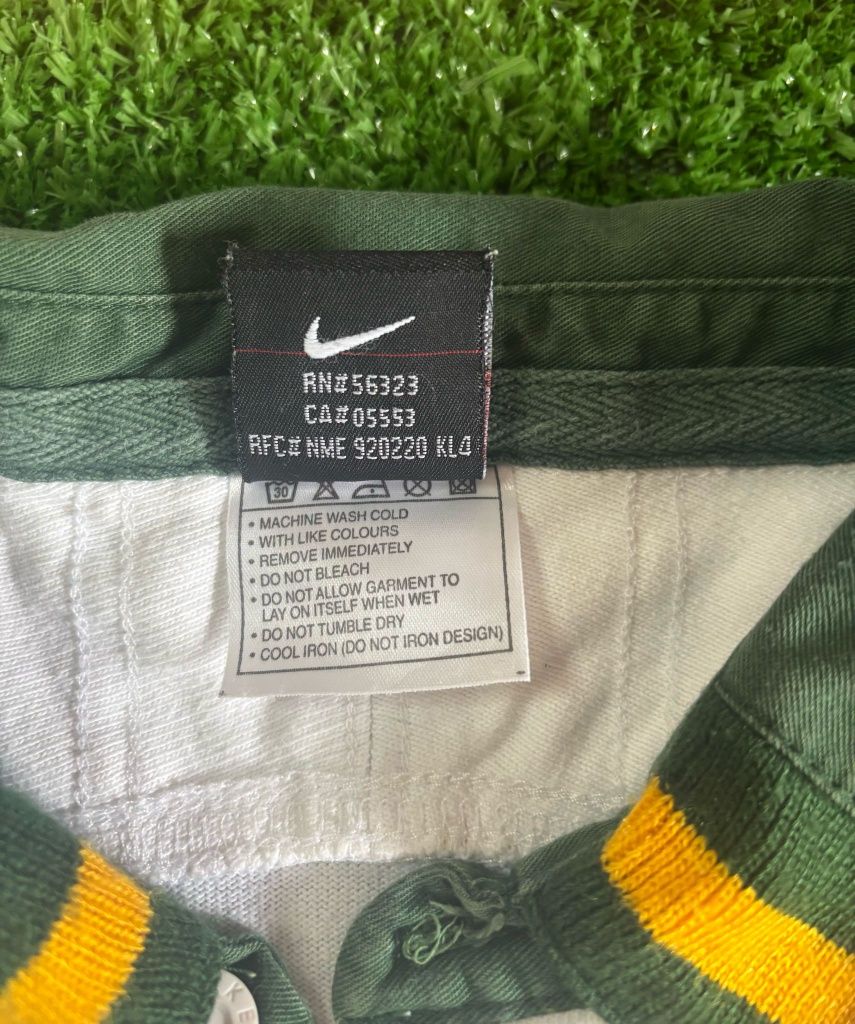 RN#56323
CA#05553
RFC# NME 920220 KL4
30
• MACHINE WASH COLD
• WITH LIKE COLOURS
• REMOVE IMMEDIATELY
• DO NOT BLEACH
• DO NOT ALLOW GARMENT TO
LAY ON ITSELF WHEN WET
• DO NOT TUMBLE DRY
• COOL IRON (DO NOT IRON DESIGN)